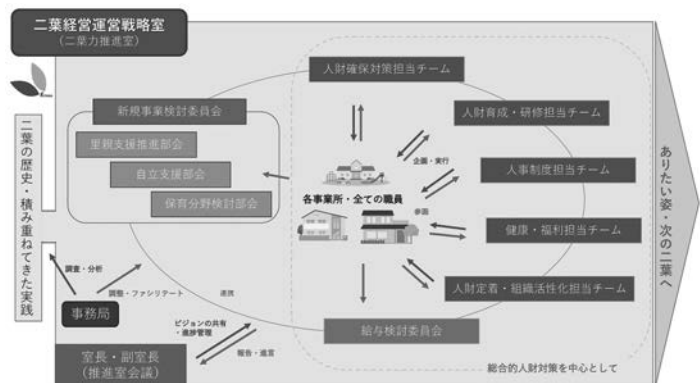 二葉経営運営戦略室
（二葉力推進室）
二葉の歴史・積み重ねてきた実践
新規事業検討委員会
里親支援推進部会
自立支援部会
保育分野検討部会
人財確保対策担当チーム
人財育成・研修担当チーム
企画・実行
人事制度担当チーム
各事業所・全ての職員
参画
健康・福利担当チーム
人財定着・組織活性化担当チーム
給与検討委員会
総合的人財対策を中心として
調査・分析
調整・ファシリテート
連携
事務局
ビジョンの共有
・進捗管理
報告・進言
室長・副室長
（推進室会議）
ありたい姿・次の二葉へ